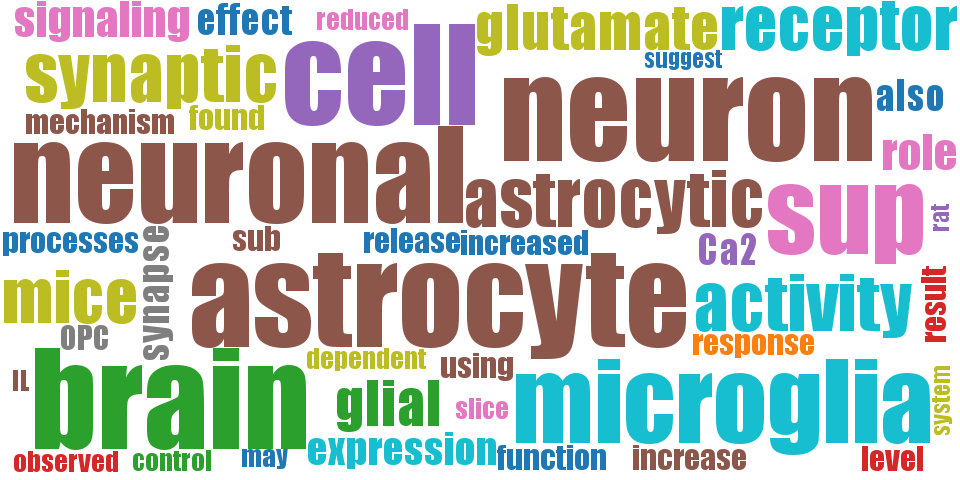 signaling
effect
reduced
glutamate
receptor
synaptic
cell
suggest
neuron
also
mechanism
found
neuronal
role
astrocytic
sup
rat
processes
synapse
sub
release
increased
Ca2
mice
astrocyte
activity
result
OPC
response
dependent
using
IL
brain
glial
slice
microglia
system
expression
observed
control
may
function
increase
level